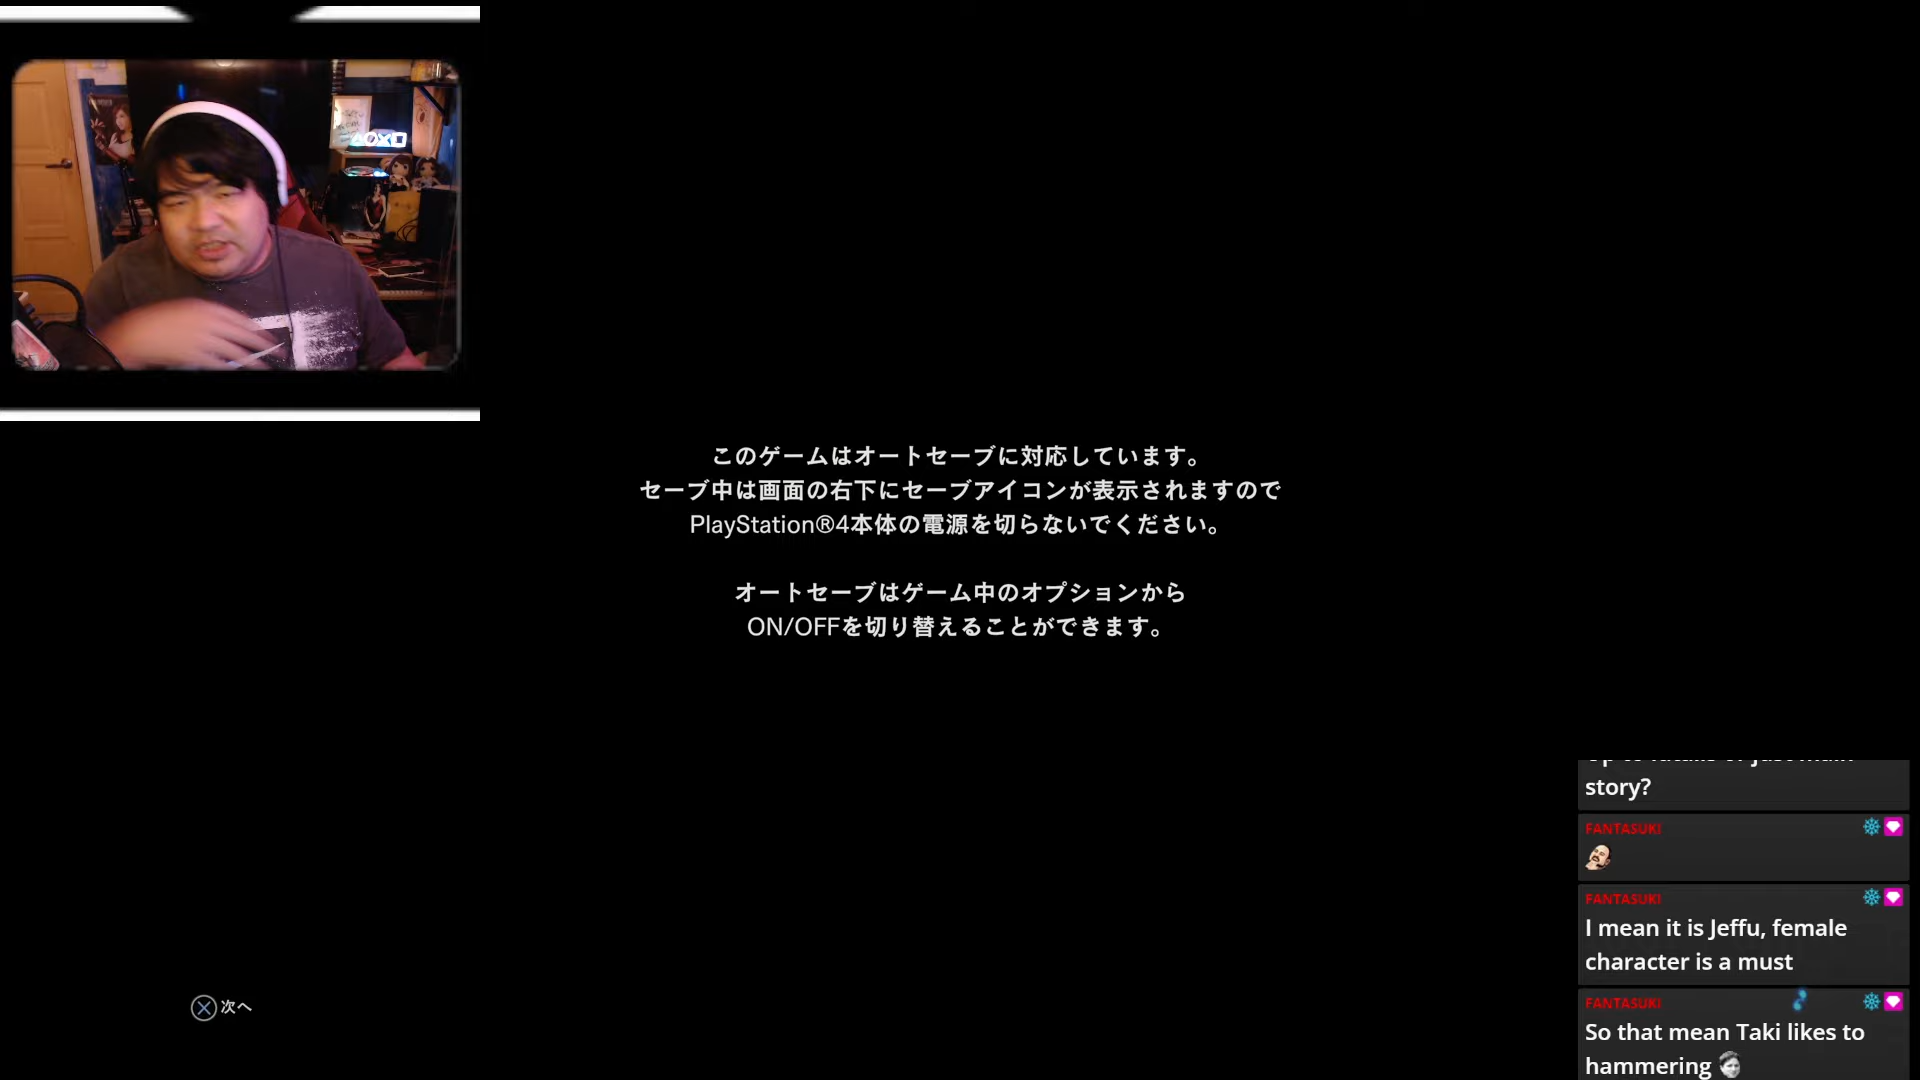 このゲームはオートセーブに対応しています。
セーブ中は画面の右下にセーブアイコンが表示されますので
PlayStation®4本体の電源を切らないでください。
オートセーブはゲーム中のオプションから
ON/OFFを切り替えることができます。
次へ
story?
FANTASUKI
FANTASUKI
I mean it is Jeffu, female
character is a must
FANTASUKI
So that mean Taki likes to
hammering